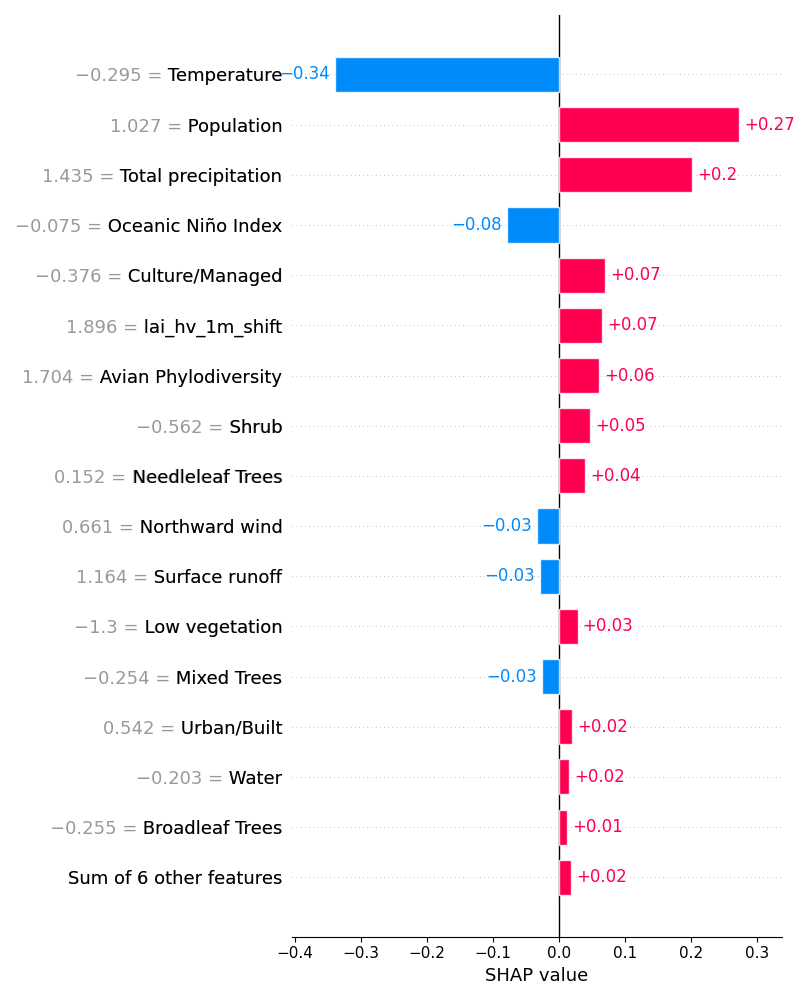 −0.295 = Temperature −0.34
1.027 = Population +0.27
1.435 = Total precipitation +0.2
−0.075 = Oceanic Niño Index −0.08
−0.376 = Culture/Managed +0.07
1.896 = lai_hv_1m_shift +0.07
1.704 = Avian Phylodiversity +0.06
−0.562 = Shrub +0.05
0.152 = Needleleaf Trees +0.04
0.661 = Northward wind −0.03
1.164 = Surface runoff −0.03
−1.3 = Low vegetation +0.03
−0.254 = Mixed Trees −0.03
0.542 = Urban/Built +0.02
−0.203 = Water +0.02
−0.255 = Broadleaf Trees +0.01
Sum of 6 other features +0.02
−0.4 −0.3 −0.2 −0.1 0.0 0.1 0.2 0.3
SHAP value